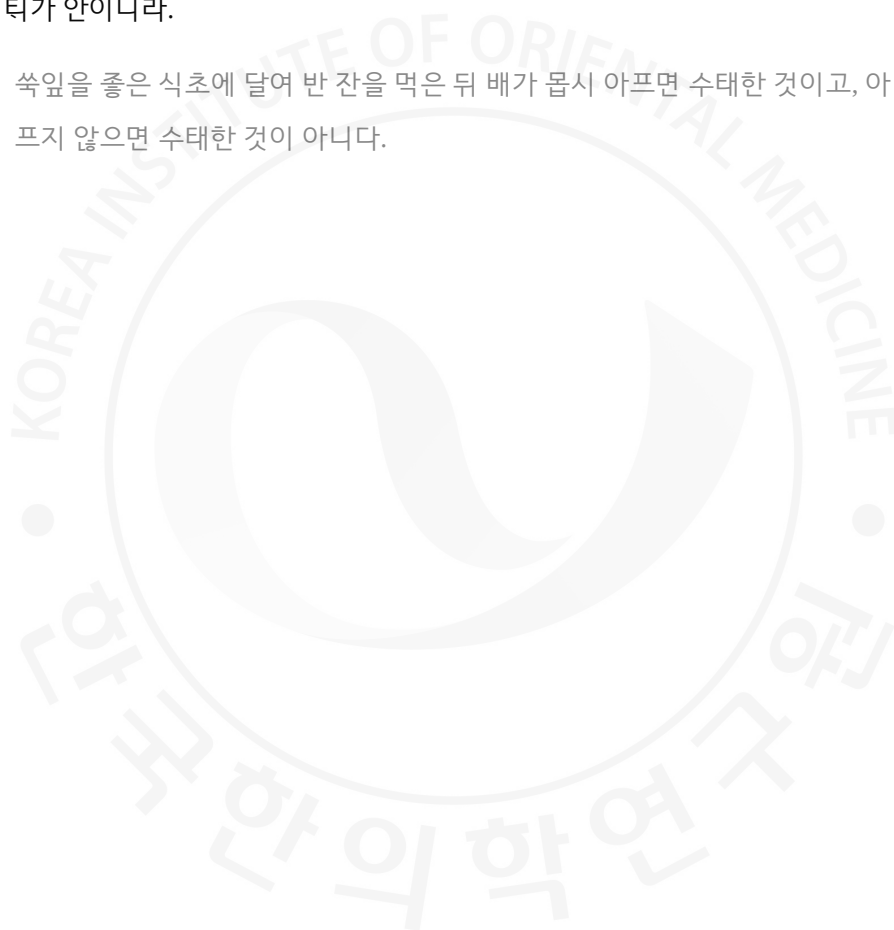 가 안이니라.
쑥잎을 좋은 식초에 달여 반 잔을 먹은 뒤 배가 몹시 아프면 수태한 것이고, 아
프지 않으면 수태한 것이 아니다.
KOREA INSTITUTE OF ORIENTAL MEDICINE
한국한의학연구원